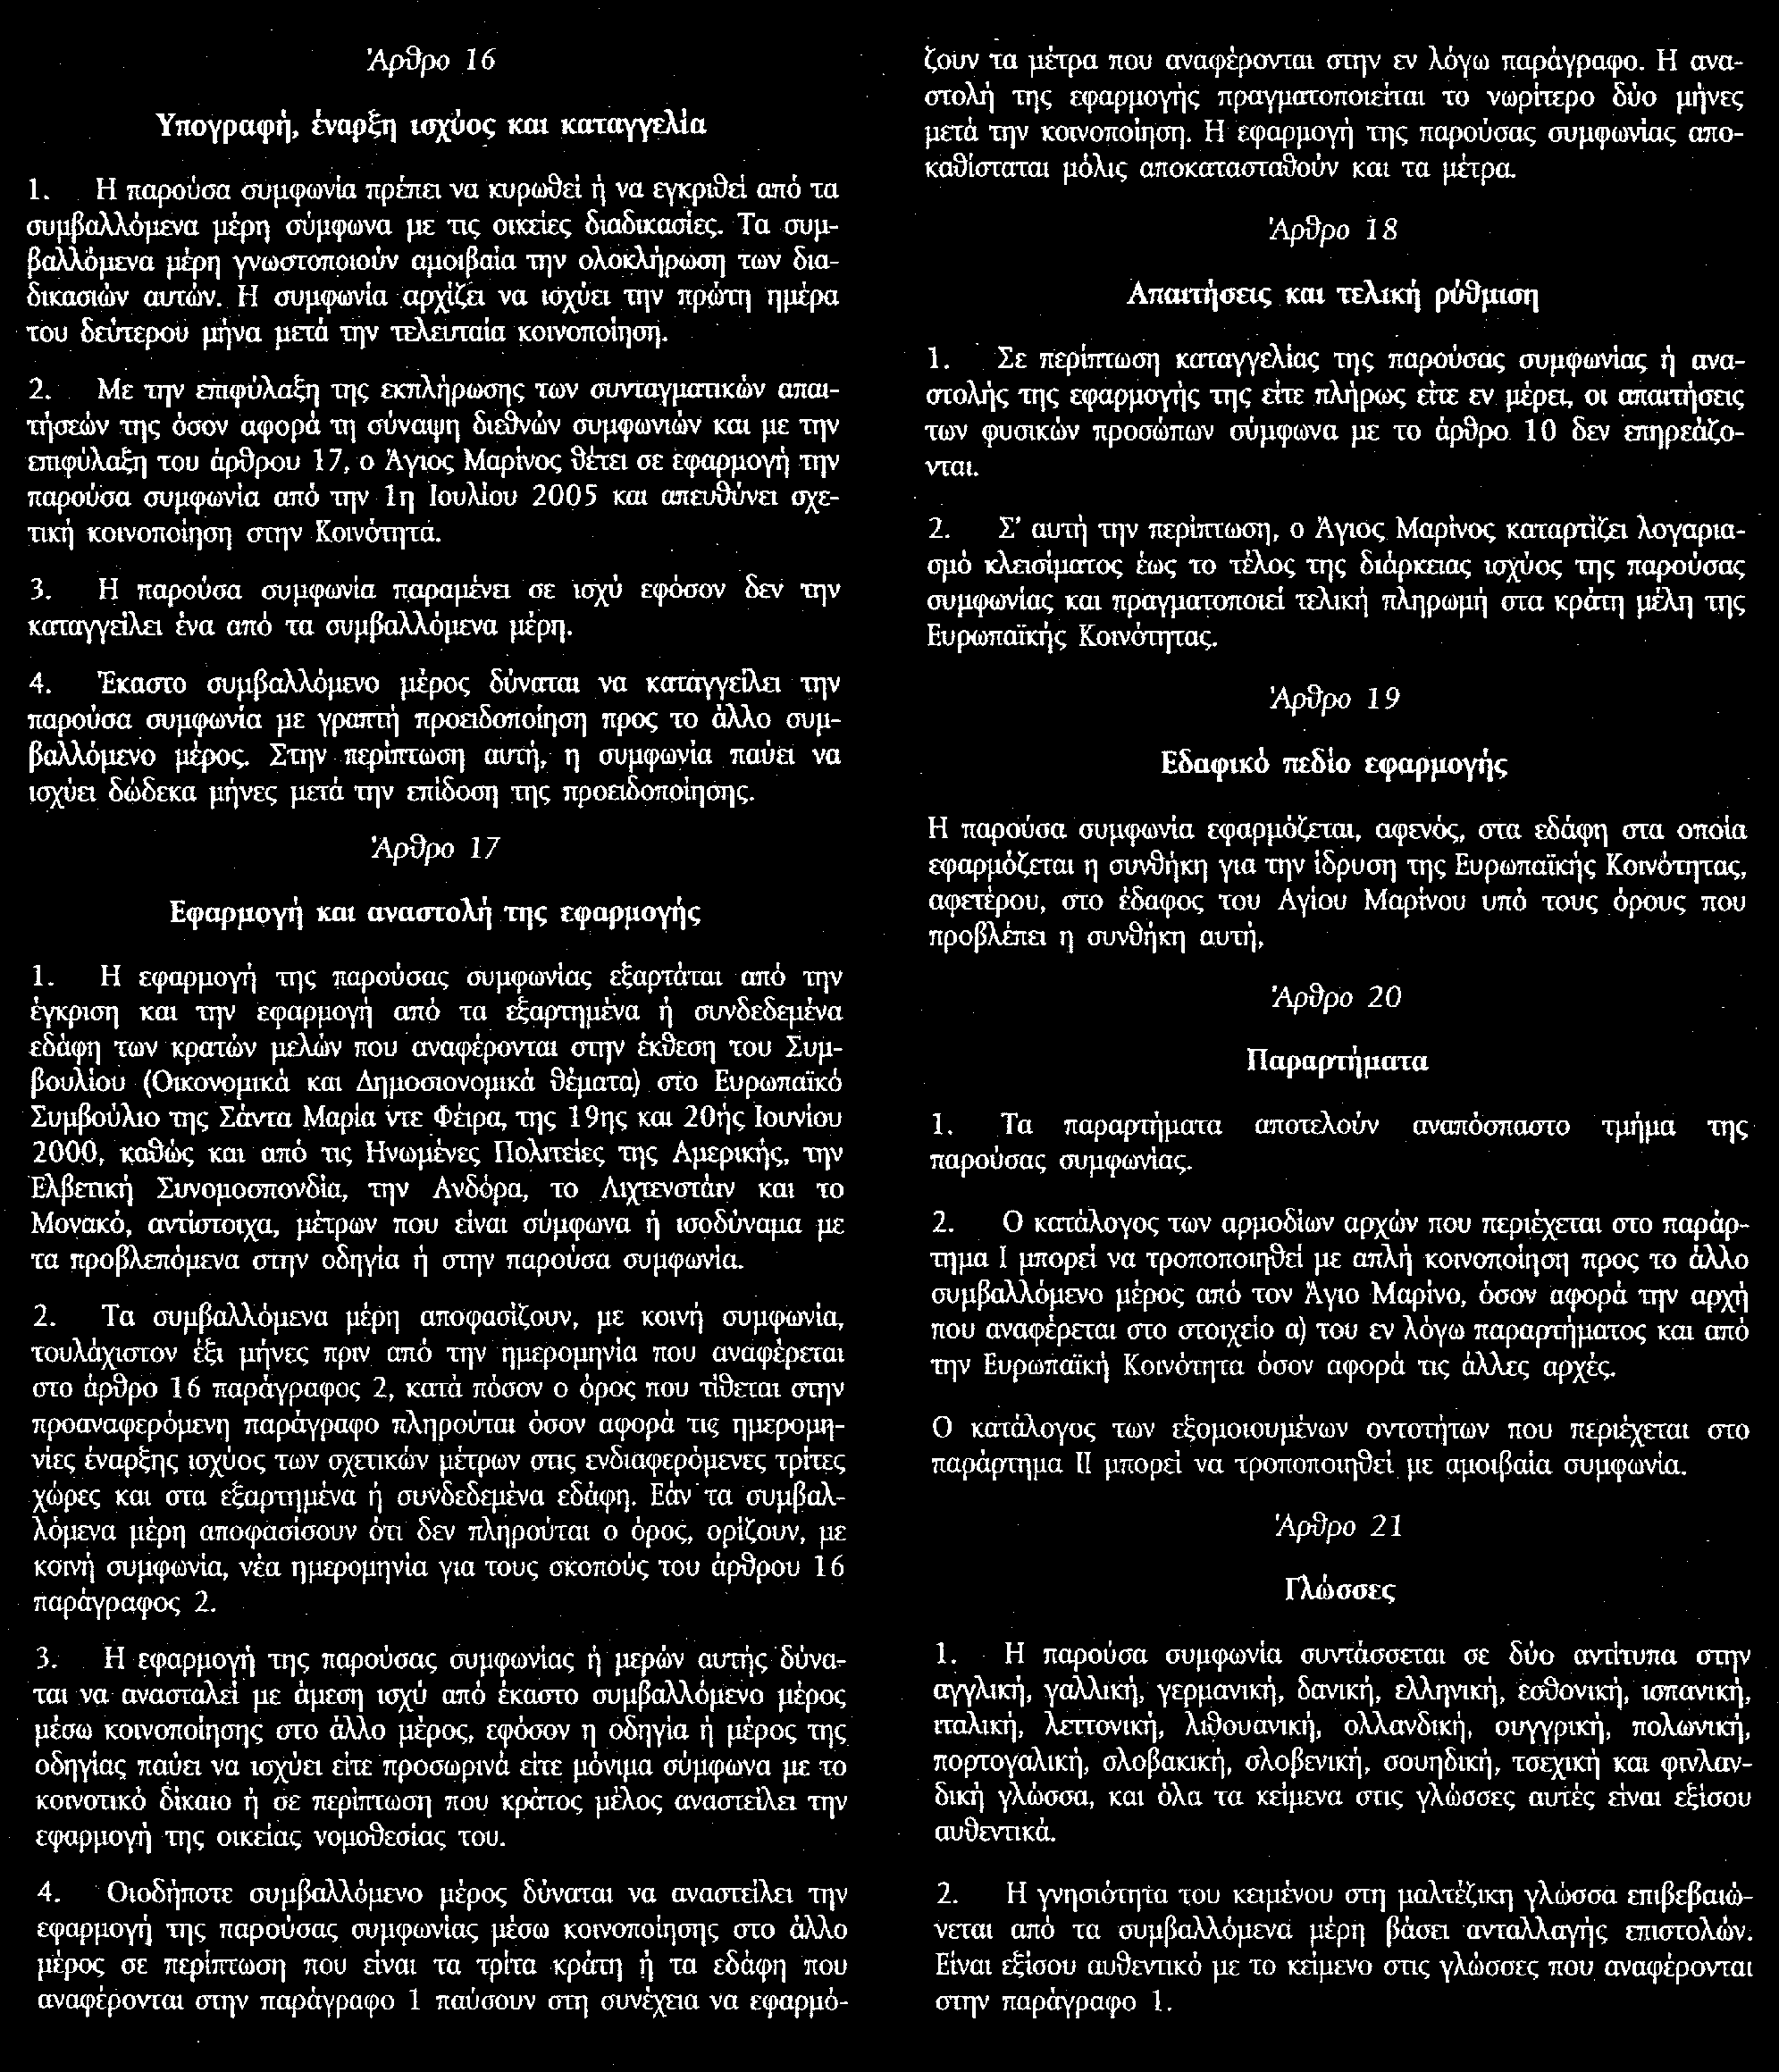 Άρθρο 16
Υπογραφή, έναρξη ισχύος και καταγγελία
1. Η παρούσα συμφωνία πρέπει να κυρωθεί ή να εγκριθεί από τα
συμβαλλόμενα μέρη σύμφωνα με τις οικείες διαδικασίες. Τα συμ-
βαλλόμενα μέρη γνωστοποιούν αμοιβαία την ολοκλήρωση των δια-
δικασιών αυτών. Η συμφωνία αρχίζει να ισχύει την πρώτη ημέρα
του δεύτερου μήνα μετά την τελευταία κοινοποίηση.
2. Με την επιφύλαξη της εκπλήρωσης των συνταγματικών απαι-
τήσεών της όσον αφορά τη σύναψη διεθνών συμφωνιών και με την
επιφύλαξη του άρθρου 17, ο Άγιος Μαρίνος θέτει σε εφαρμογή την
παρούσα συμφωνία από την 1η Ιουλίου 2005 και απευθύνει σχε-
τική κοινοποίηση στην Κοινότητά.
3. Η παρούσα συμφωνία παραμένει σε ισχύ εφόσον δεν την
καταγγείλει ένα από τα συμβαλλόμενα μέρη.
4. Έκαστο συμβαλλόμενο μέρος δύναται να καταγγείλει την
παρούσα συμφωνία με γραπτή προειδοποίηση προς το άλλο συμ-
βαλλόμενο μέρος. Στην περίπτωση αυτή, η συμφωνία παύει να
ισχύει δώδεκα μήνες μετά την επίδοση της προειδοποίησης.
Άρθρο 17
Εφαρμογή και αναστολή της εφαρμογής
1. Η εφαρμογή της παρούσας συμφωνίας εξαρτάται από την
έγκριση και την εφαρμογή από τα εξαρτημένα ή συνδεδεμένα
εδάφη των κρατών μελών που αναφέρονται στην έκθεση του Συμ-
βουλίου (Οικονομικά και Δημοσιονομικά θέματα) στο Ευρωπαϊκό
Συμβούλιο της Σάντα Μαρία ντε Φέιρα, της 19ης και 20ής Ιουνίου
2000, καθώς και από τις Ηνωμένες Πολιτείες της Αμερικής, την
Ελβετική Συνομοσπονδία, την Ανδόρα, το Λιχτενστάιν και το
Μονακό, αντίστοιχα, μέτρων που είναι σύμφωνα ή ισοδύναμα με
τα προβλεπόμενα στην οδηγία ή στην παρούσα συμφωνία.
2. Τα συμβαλλόμενα μέρη αποφασίζουν, με κοινή συμφωνία,
τουλάχιστον έξι μήνες πριν από την ημερομηνία που αναφέρεται
στο άρθρο 16 παράγραφος 2, κατά πόσον ο όρος που τίθεται στην
προαναφερόμενη παράγραφο πληρούται όσον αφορά τις ημερομη-
νίες έναρξης ισχύος των σχετικών μέτρων στις ενδιαφερόμενες τρίτες
χώρες και στα εξαρτημένα ή συνδεδεμένα εδάφη. Εάν τα συμβαλ-
λόμενα μέρη αποφασίσουν ότι δεν πληρούται ο όρος, ορίζουν, με
κοινή συμφωνία, νέα ημερομηνία για τους σκοπούς του άρθρου 16
παράγραφος 2.
3. Η εφαρμογή της παρούσας συμφωνίας ή μερών αυτής δύνα-
ται να ανασταλεί με άμεση ισχύ από έκαστο συμβαλλόμενο μέρος
μέσω κοινοποίησης στο άλλο μέρος, εφόσον η οδηγία ή μέρος της
οδηγίας παύει να ισχύει είτε προσωρινά είτε μόνιμα σύμφωνα με το
κοινοτικό δίκαιο ή σε περίπτωση που κράτος μέλος αναστείλει την
εφαρμογή της οικείας νομοθεσίας του.
4. Οιοδήποτε συμβαλλόμενο μέρος δύναται να αναστείλει την
εφαρμογή της παρούσας συμφωνίας μέσω κοινοποίησης στο άλλο
μέρος σε περίπτωση που είναι τα τρίτα κράτη ή τα εδάφη που
αναφέρονται στην παράγραφο 1 παύσουν στη συνέχεια να εφαρμό-
ζουν τα μέτρα που αναφέρονται στην εν λόγω παράγραφο. Η ανα-
στολή της εφαρμογής πραγματοποιείται το νωρίτερο δύο μήνες
μετά την κοινοποίηση. Η εφαρμογή της παρούσας συμφωνίας απο-
καθίσταται μόλις αποκατασταθούν και τα μέτρα.
Άρθρο 18
Απαιτήσεις και τελική ρύθμιση
1. Σε περίπτωση καταγγελίας της παρούσας συμφωνίας ή ανα-
στολής της εφαρμογής της είτε πλήρως είτε εν μέρει, οι απαιτήσεις
των φυσικών προσώπων σύμφωνα με το άρθρο 10 δεν επηρεάζο-
νται.
2. Σ' αυτή την περίπτωση, ο Άγιος Μαρίνος καταρτίζει λογαρια-
σμό κλεισίματος έως το τέλος της διάρκειας ισχύος της παρούσας
συμφωνίας και πραγματοποιεί τελική πληρωμή στα κράτη μέλη της
Ευρωπαϊκής Κοινότητας.
Άρθρο 19
Εδαφικό πεδίο εφαρμογής
Η παρούσα συμφωνία εφαρμόζεται, αφενός, στα εδάφη στα οποία
εφαρμόζεται η συνθήκη για την ίδρυση της Ευρωπαϊκής Κοινότητας,
αφετέρου, στο έδαφος του Αγίου Μαρίνου υπό τους όρους που
προβλέπει η συνθήκη αυτή,
Άρθρο 20
Παραρτήματα
1. Τα παραρτήματα αποτελούν αναπόσπαστο τμήμα της
παρούσας συμφωνίας.
2. Ο κατάλογος των αρμοδίων αρχών που περιέχεται στο παράρ-
τημα I μπορεί να τροποποιηθεί με απλή κοινοποίηση προς το άλλο
συμβαλλόμενο μέρος από τον Άγιο Μαρίνο, όσον αφορά την αρχή
που αναφέρεται στο στοιχείο α) του εν λόγω παραρτήματος και από
την Ευρωπαϊκή Κοινότητα όσον αφορά τις άλλες αρχές.
Ο κατάλογος των εξομοιουμένων οντοτήτων που περιέχεται στο
παράρτημα II μπορεί να τροποποιηθεί με αμοιβαία συμφωνία.
Άρθρο 21
Γλώσσες
1. Η παρούσα συμφωνία συντάσσεται σε δύο αντίτυπα στην
αγγλική, γαλλική, γερμανική, δανική, ελληνική, εσθονική, ισπανική,
ιταλική, λεττονική, λιθουανική, ολλανδική, ουγγρική, πολωνική,
πορτογαλική, σλοβακική, σλοβενική, σουηδική, τσεχική και φινλαν-
δική γλώσσα, και όλα τα κείμενα στις γλώσσες αυτές είναι εξίσου
αυθεντικά.
2. Η γνησιότητα του κειμένου στη μαλτέζικη γλώσσα επιβεβαιώ-
νεται από τα συμβαλλόμενα μέρη βάσει ανταλλαγής επιστολών.
Είναι εξίσου αυθεντικό με το κείμενο στις γλώσσες που αναφέρονται
στην παράγραφο 1.